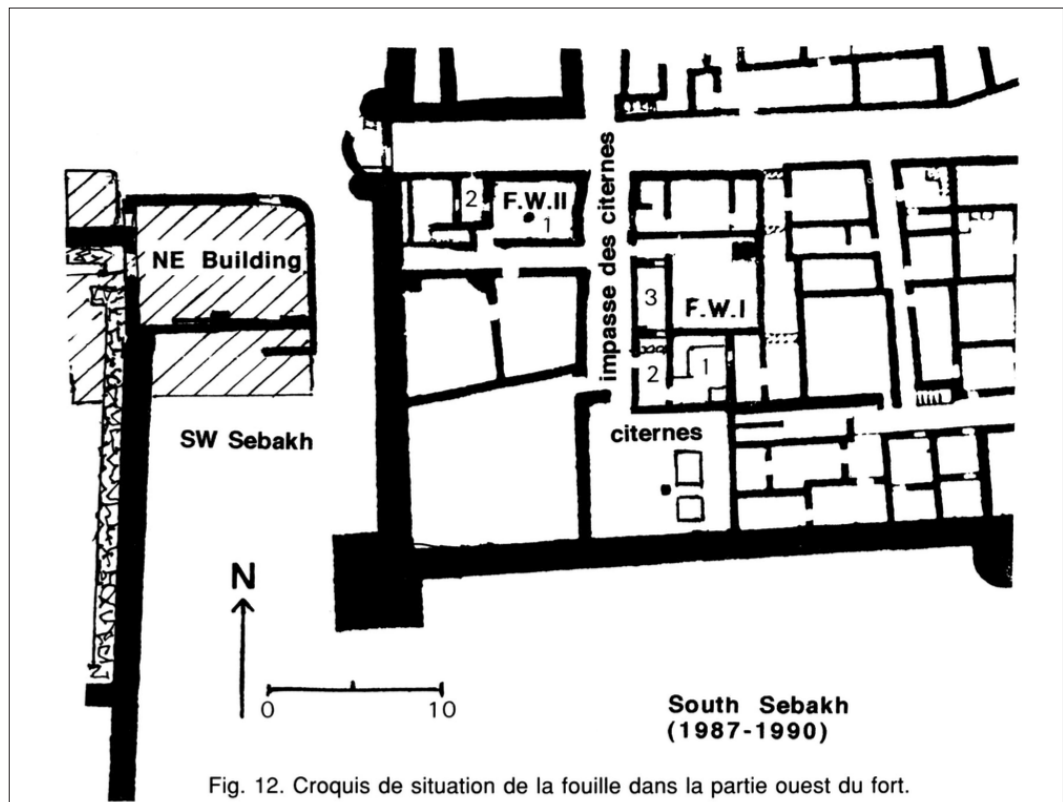 impasse des citernes
2
F.W.II
1
NE Building
3
F.W.I
2
1
SW Sebakh
citernes
N
0 10
South Sebakh
(1987-1990)
Fig. 12. Croquis de situation de la fouille dans la partie ouest du fort.